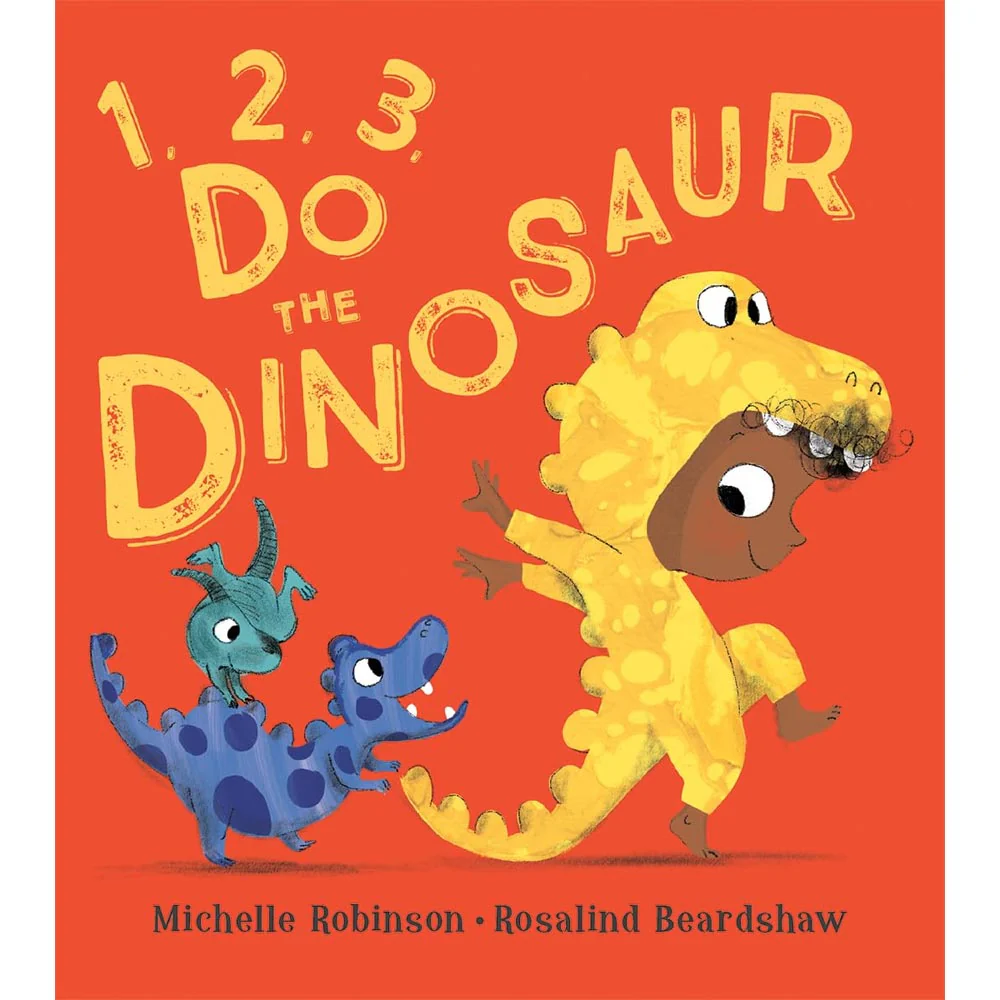 1, 2, 3,
DO
THE
DINOSAUR
Michelle Robinson • Rosalind Beardshaw